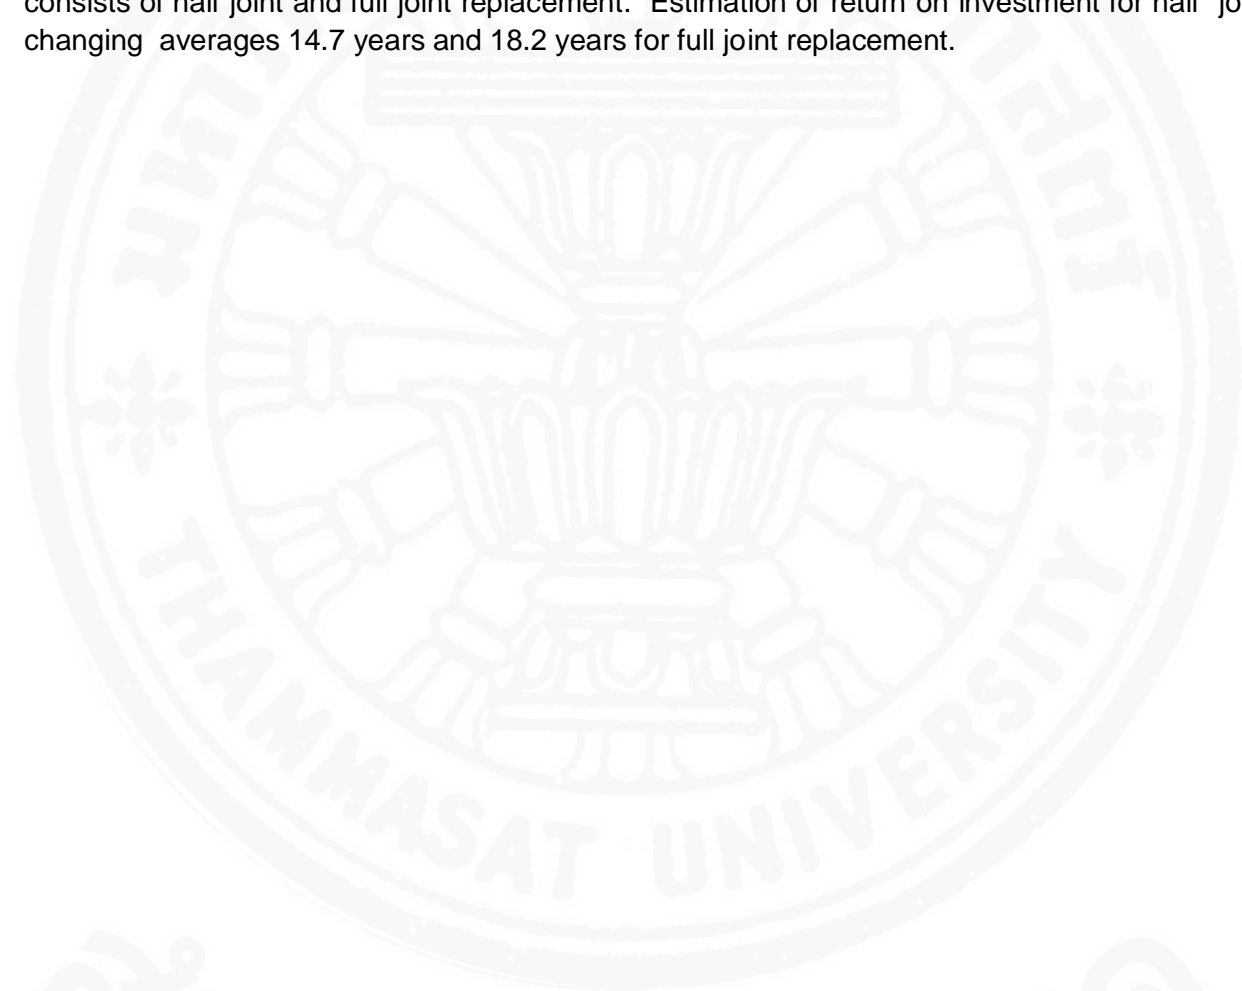 consists of half joint and full joint replacement. Estimation of return on investment for half jo
changing averages 14.7 years and 18.2 years for full joint replacement.
THAMMASAT UNIVERSITY